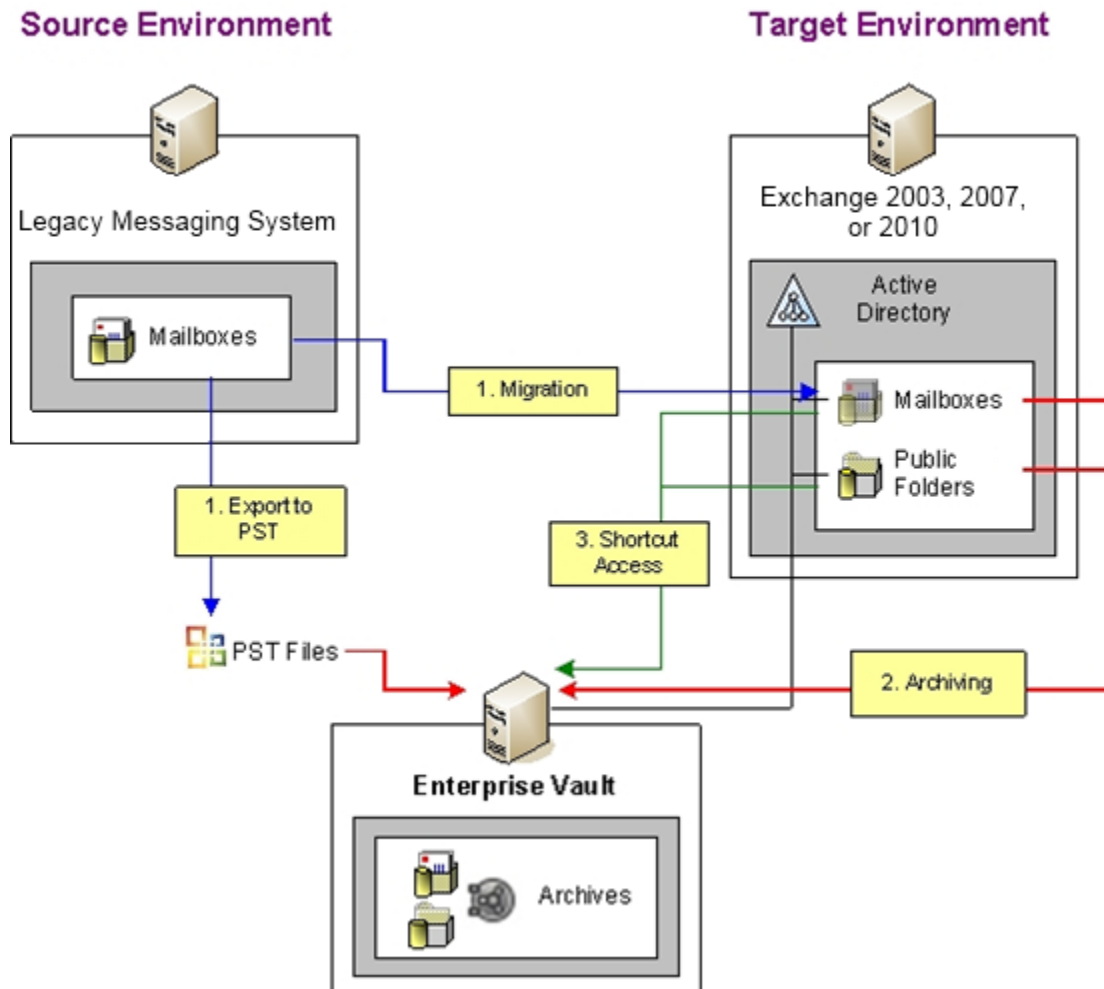 Source Environment
Target Environment
Legacy Messaging System
Exchange 2003, 2007,
or 2010
Active
Directory
Mailboxes
1. Migration
Mailboxes
Public
Folders
1. Export to
PST
3. Shortcut
Access
PST Files
2. Archiving
Enterprise Vault
Archives